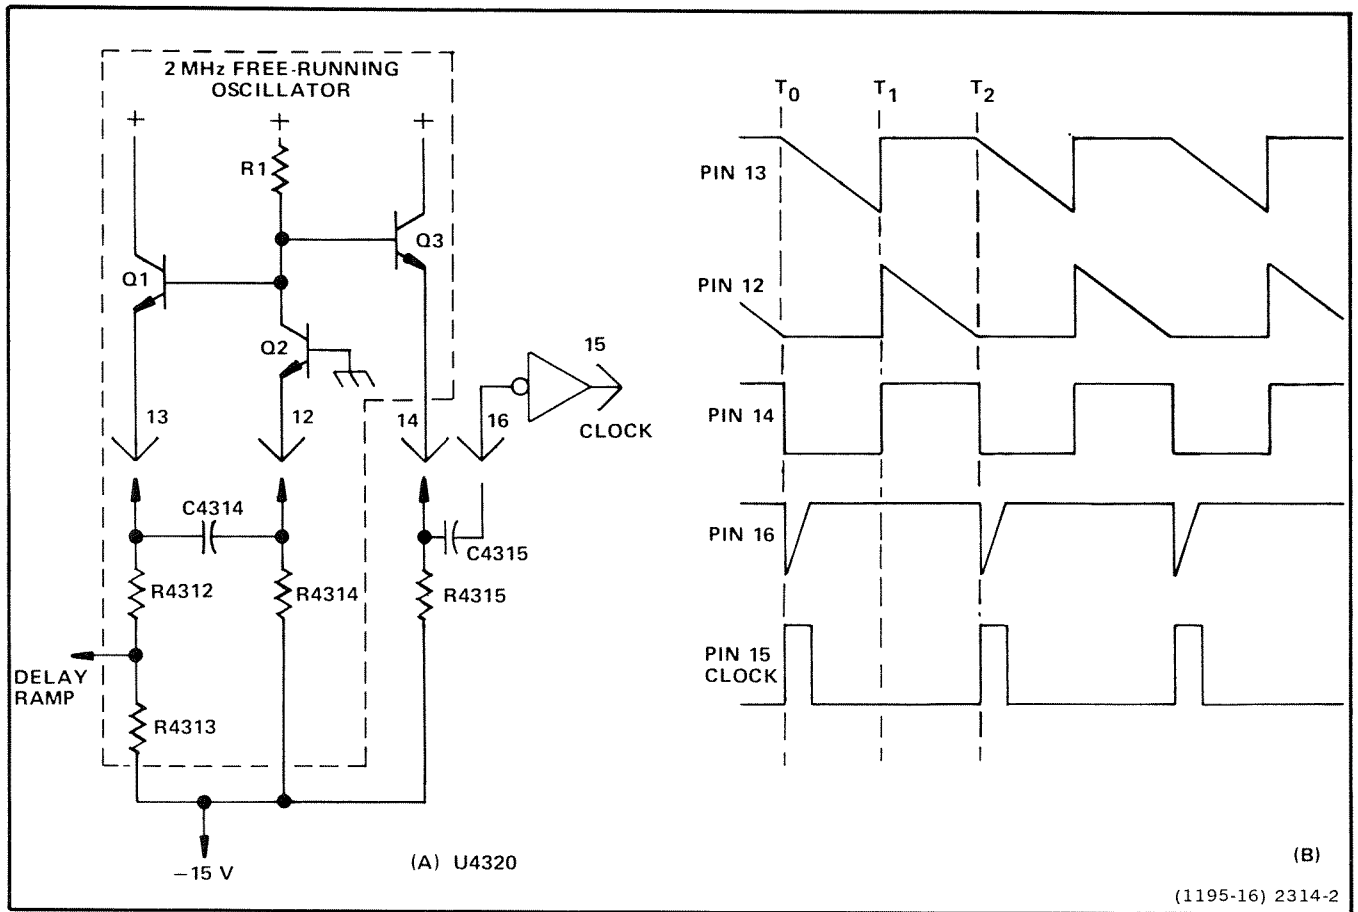 2 MHz FREE-RUNNING
OSCILLATOR
+ + +
R1
Q1
Q3
Q2
13
12
14
16
15
CLOCK
C4314
C4315
R4312
R4314
R4315
DELAY
RAMP
R4313
−15 V
(A) U4320
T0 T1 T2
PIN 13
PIN 12
PIN 14
PIN 16
PIN 15
CLOCK
(B)
(1195-16) 2314-2